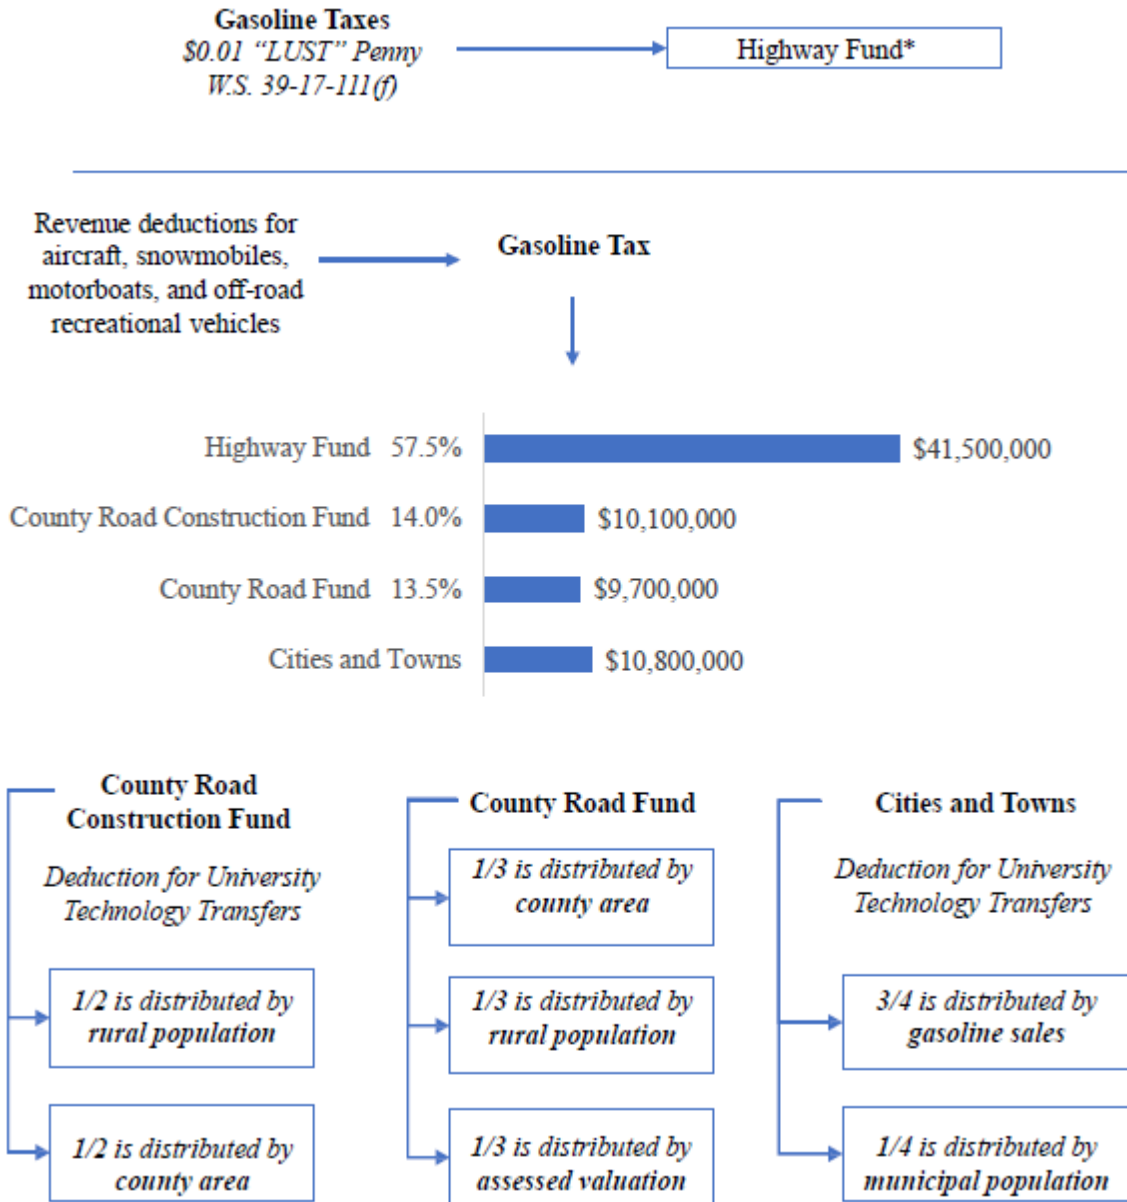 Gasoline Taxes
$0.01 “LUST” Penny
W.S. 39-17-111(f)
Highway Fund*
Revenue deductions for
aircraft, snowmobiles,
motorboats, and off-road
recreational vehicles
Gasoline Tax
Highway Fund 57.5% $41,500,000
County Road Construction Fund 14.0% $10,100,000
County Road Fund 13.5% $9,700,000
Cities and Towns $10,800,000
County Road
Construction Fund
Deduction for University
Technology Transfers
1/2 is distributed by
rural population
1/2 is distributed by
county area
County Road Fund
1/3 is distributed by
county area
1/3 is distributed by
rural population
1/3 is distributed by
assessed valuation
Cities and Towns
Deduction for University
Technology Transfers
3/4 is distributed by
gasoline sales
1/4 is distributed by
municipal population